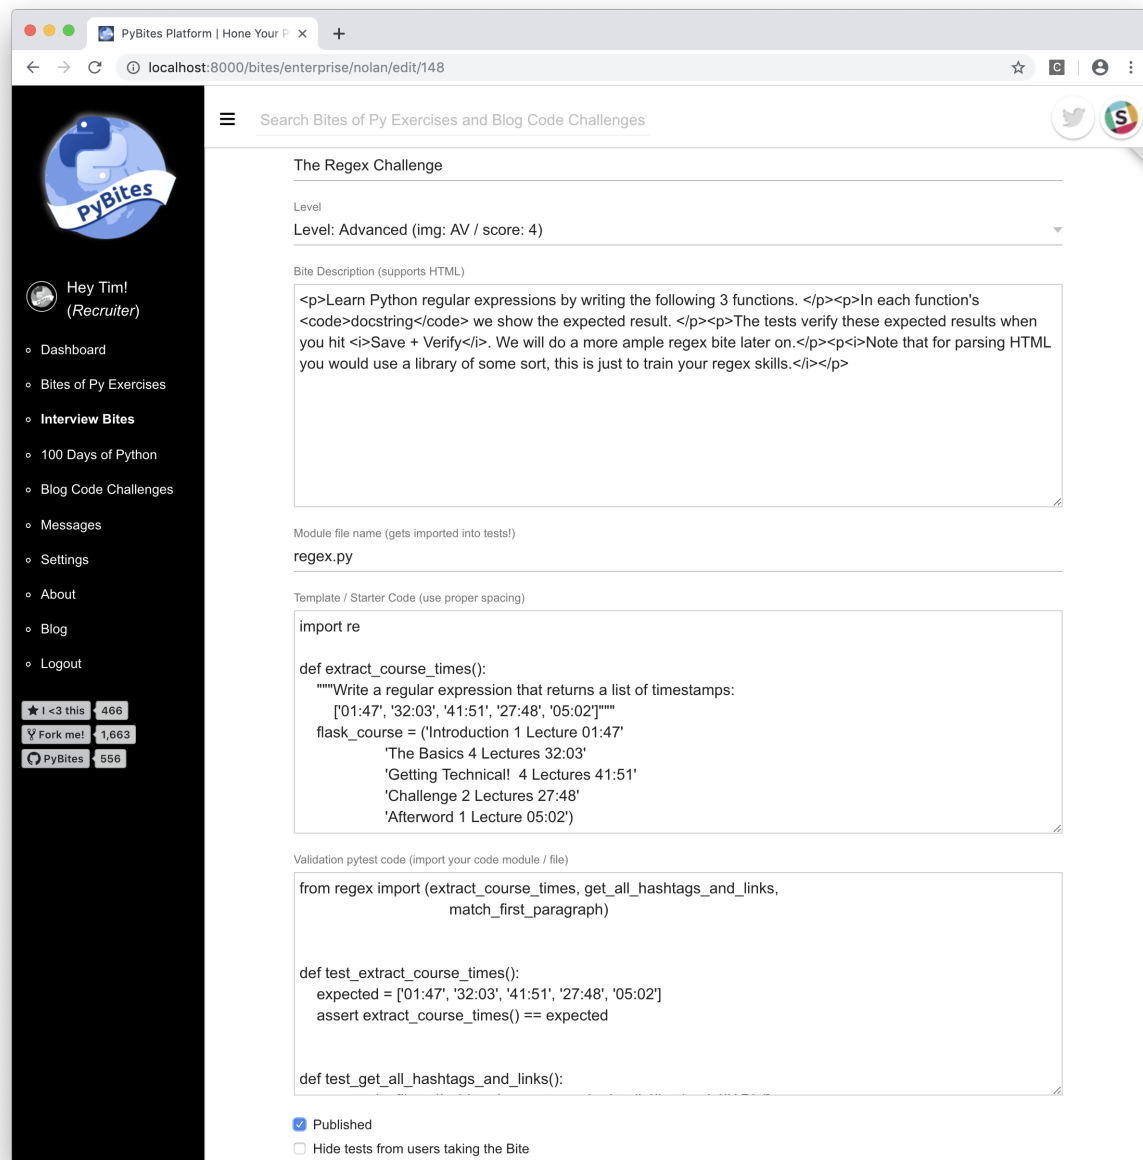 PyBites Platform | Hone Your P
localhost:8000/bites/enterprise/nolan/edit/148
C
PyBites
Search Bites of Py Exercises and Blog Code Challenges
S
Hey Tim!
(Recruiter)
Dashboard
Bites of Py Exercises
Interview Bites
100 Days of Python
Blog Code Challenges
Messages
Settings
About
Blog
Logout
I <3 this 466
Fork me! 1,663
PyBites 556
The Regex Challenge
Level
Level: Advanced (img: AV / score: 4)
Bite Description (supports HTML)
<p>Learn Python regular expressions by writing the following 3 functions. </p><p>In each function's
<code>docstring</code> we show the expected result. </p><p>The tests verify these expected results when
you hit <i>Save + Verify</i>. We will do a more ample regex bite later on.</p><p<i>Note that for parsing HTML
you would use a library of some sort, this is just to train your regex skills.</i></p>
Module file name (gets imported into tests!)
regex.py
Template / Starter Code (use proper spacing)
import re
def extract_course_times():
"""Write a regular expression that returns a list of timestamps:
['01:47', '32:03', '41:51', '27:48', '05:02']"""
flask_course = ('Introduction 1 Lecture 01:47'
'The Basics 4 Lectures 32:03'
'Getting Technical!  4 Lectures 41:51'
'Challenge 2 Lectures 27:48'
'Afterword 1 Lecture 05:02')
Validation pytest code (import your code module / file)
from regex import (extract_course_times, get_all_hashtags_and_links,
match_first_paragraph)
def test_extract_course_times():
expected = ['01:47', '32:03', '41:51', '27:48', '05:02']
assert extract_course_times() == expected
def test_get_all_hashtags_and_links():
Published
Hide tests from users taking the Bite